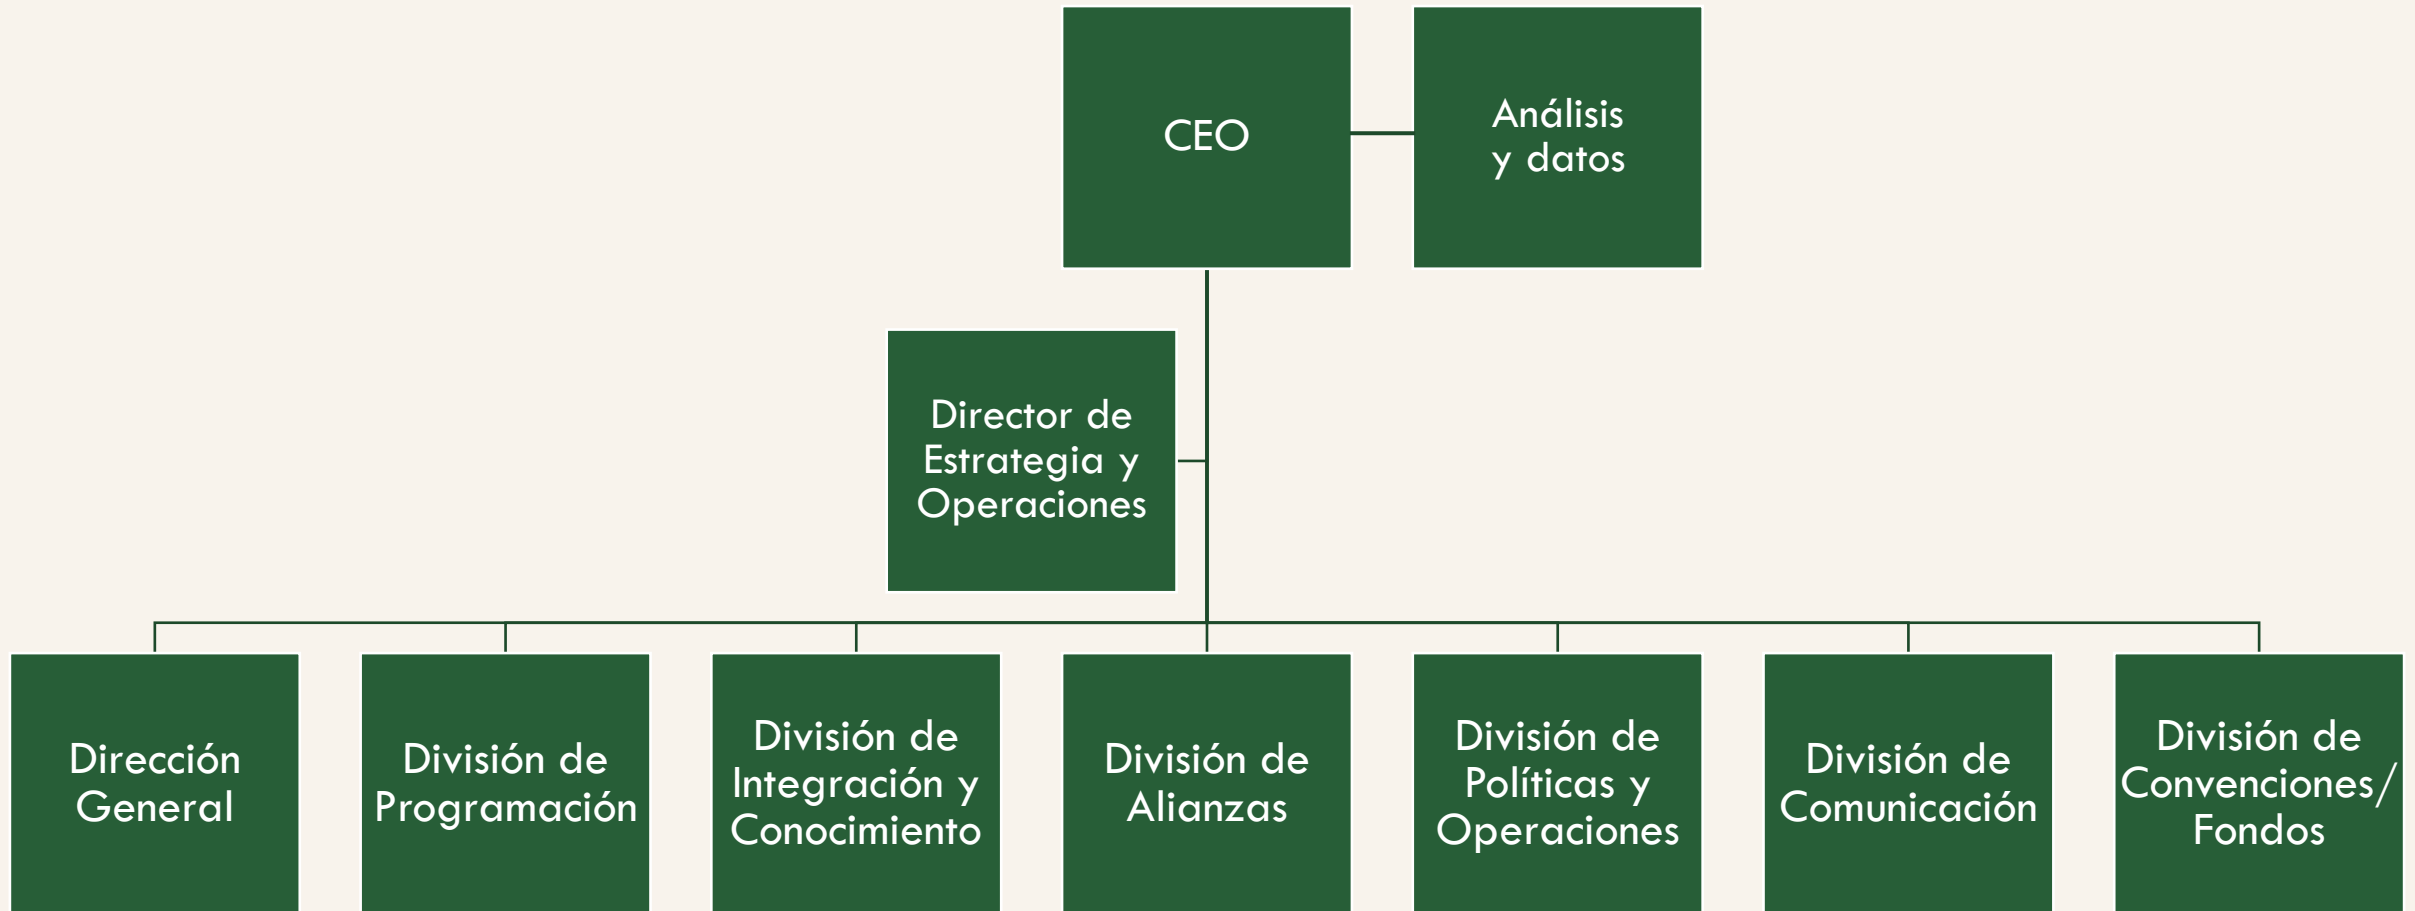 CEO
Análisis
y datos
Director de
Estrategia y
Operaciones
Dirección
General
División de
Programación
División de
Integración y
Conocimiento
División de
Alianzas
División de
Políticas y
Operaciones
División de
Comunicación
División de
Convenciones/
Fondos